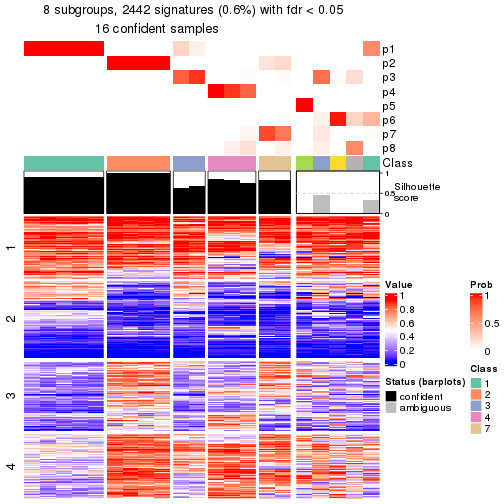 8 subgroups, 2442 signatures (0.6%) with fdr < 0.05
16 confident samples
p1
p2
p3
p4
p5
p6
p7
p8
Class
1
0.5
0
Silhouette
score
1
2
3
4
Value
1
0.8
0.6
0.4
0.2
0
Status (barplots)
confident
ambiguous
Prob
1
0.5
0
Class
1
2
3
4
7